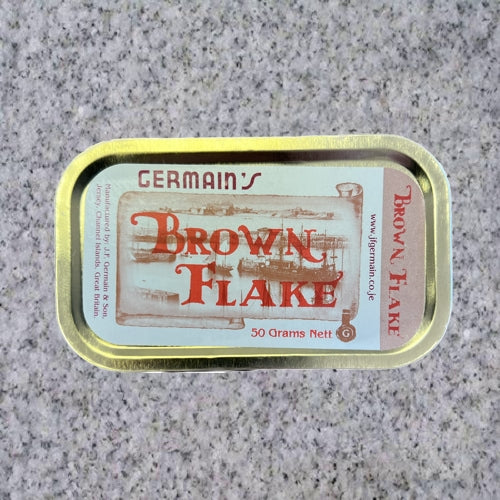 GERMAIN'S
BROWN
FLAKE
50 Grams Nett
G
Manufactured by: J.F. Germain & Son,
Jersey, Channel Islands, Great Britain.
www.jfgermain.co.je
BROWN FLAKE